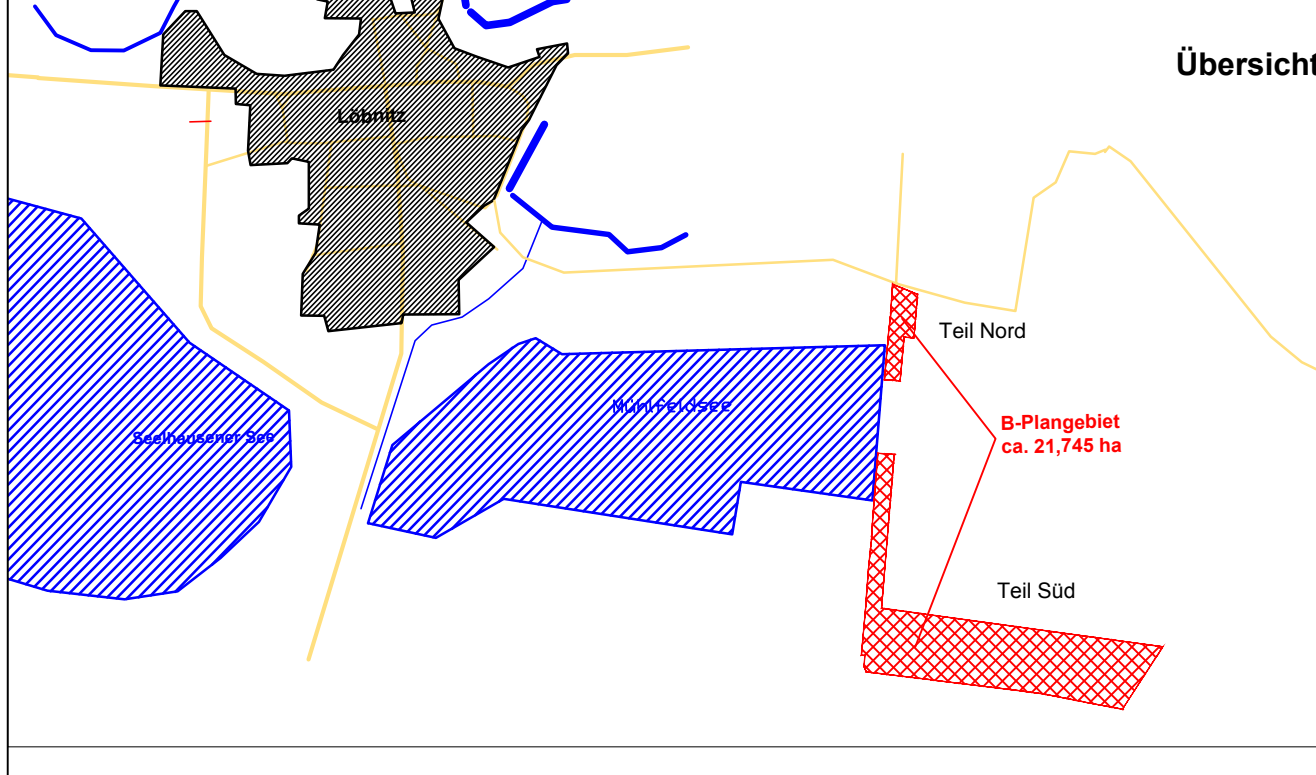 Übersicht
Löbnitz
Teil Nord
Mühlfeldsee
B-Plangebiet
ca. 21,745 ha
Seelhausener See
Teil Süd